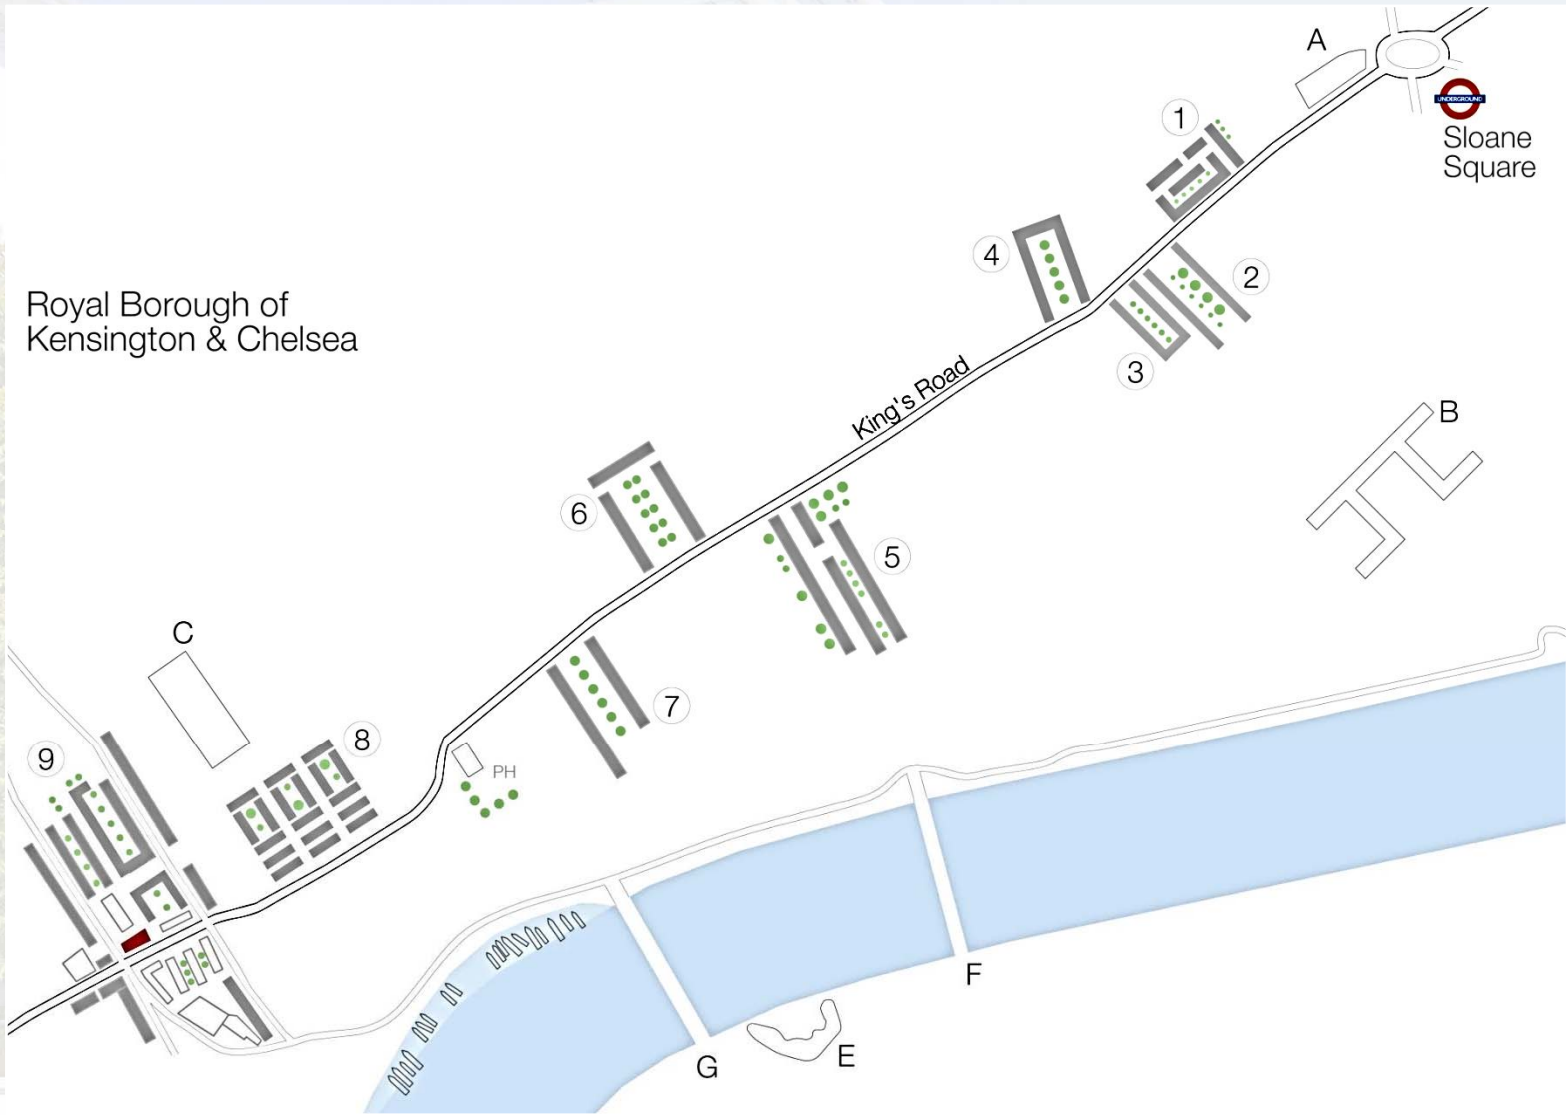 A
UNDERGROUND
Sloane
Square
1
4
2
3
Royal Borough of
Kensington & Chelsea
King's Road
B
6
5
C
7
8
9
PH
F
E
G